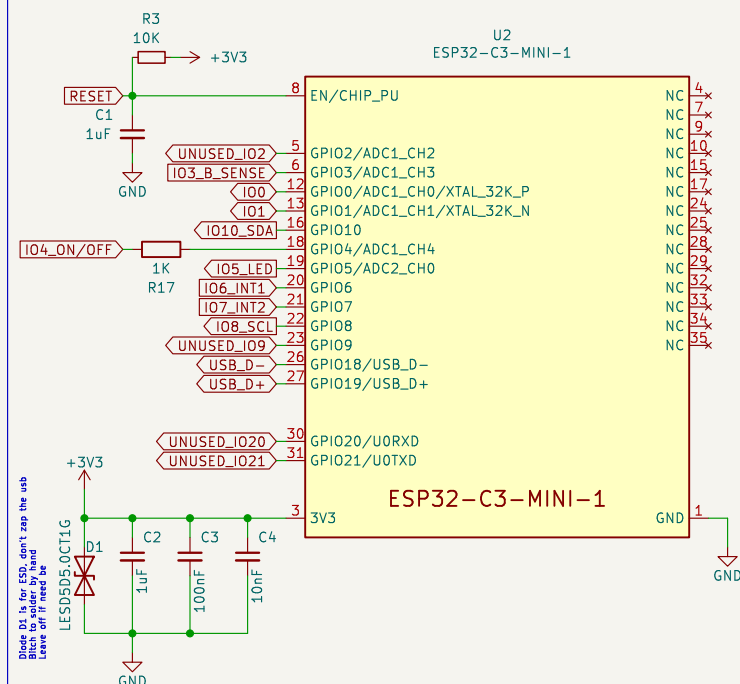 R3
10K
+3V3
U2
ESP32-C3-MINI-1
RESET
8
EN/CHIP_PU
C1
1uF
GND
UNUSED_IO2
5
GPIO2/ADC1_CH2
IO3_B_SENSE
6
GPIO3/ADC1_CH3
IO0
12
GPIO0/ADC1_CH0/XTAL_32K_P
IO1
13
GPIO1/ADC1_CH1/XTAL_32K_N
IO10_SDA
16
GPIO10
IO4_ON/OFF
1K
R17
18
GPIO4/ADC1_CH4
IO5_LED
19
GPIO5/ADC2_CH0
IO6_INT1
20
GPIO6
IO7_INT2
21
GPIO7
IO8_SCL
22
GPIO8
UNUSED_IO9
23
GPIO9
USB_D-
26
GPIO18/USB_D-
USB_D+
27
GPIO19/USB_D+
UNUSED_IO20
30
GPIO20/U0RXD
UNUSED_IO21
31
GPIO21/U0TXD
NC 4
NC 7
NC 9
NC 10
NC 15
NC 17
NC 24
NC 25
NC 28
NC 29
NC 32
NC 33
NC 34
NC 35
ESP32-C3-MINI-1
3
3V3
GND 1
GND
+3V3
D1
LESD5D5.0CT1G
C2
1uF
C3
100nF
C4
10nF
GND
Diode D1 is for ESD, don't zap the usb
Bitch to solder by hand
Leave off if need be